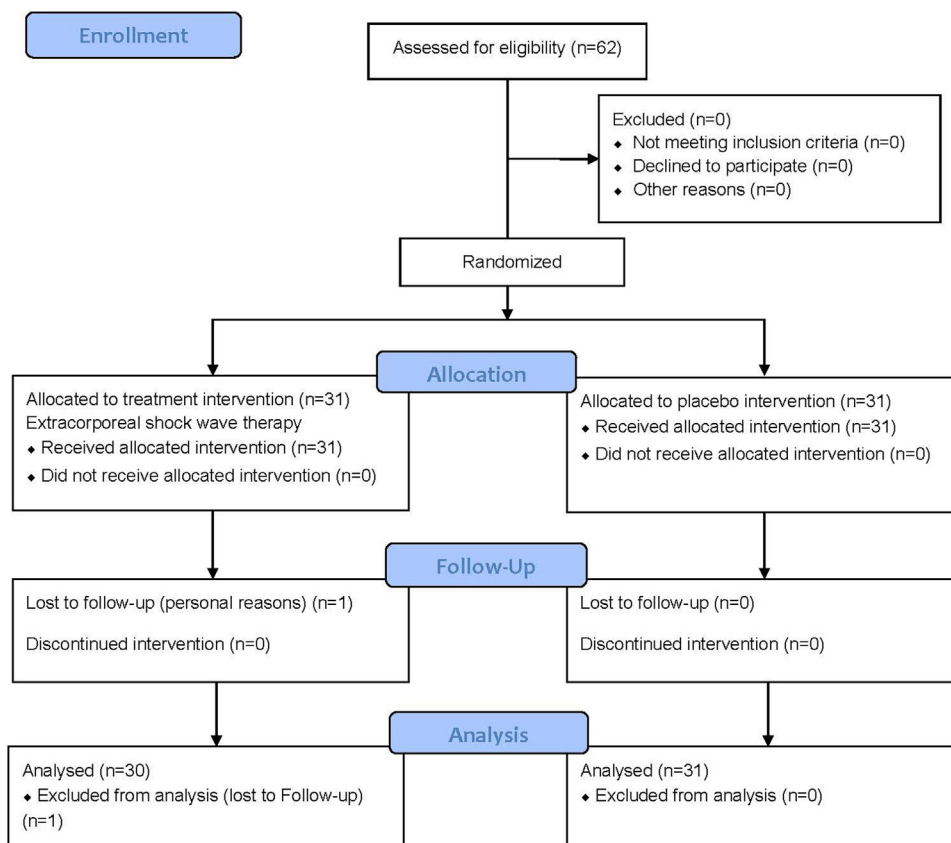 Enrollment
Assessed for eligibility (n=62)
Excluded (n=0)
⬥ Not meeting inclusion criteria (n=0)
⬥ Declined to participate (n=0)
⬥ Other reasons (n=0)
Randomized
Allocation
Allocated to treatment intervention (n=31)
Extracorporeal shock wave therapy
⬥ Received allocated intervention (n=31)
⬥ Did not receive allocated intervention (n=0)
Allocated to placebo intervention (n=31)
⬥ Received allocated intervention (n=31)
⬥ Did not receive allocated intervention (n=0)
Follow-Up
Lost to follow-up (personal reasons) (n=1)
Discontinued intervention (n=0)
Lost to follow-up (n=0)
Discontinued intervention (n=0)
Analysis
Analysed (n=30)
⬥ Excluded from analysis (lost to Follow-up)
(n=1)
Analysed (n=31)
⬥ Excluded from analysis (n=0)